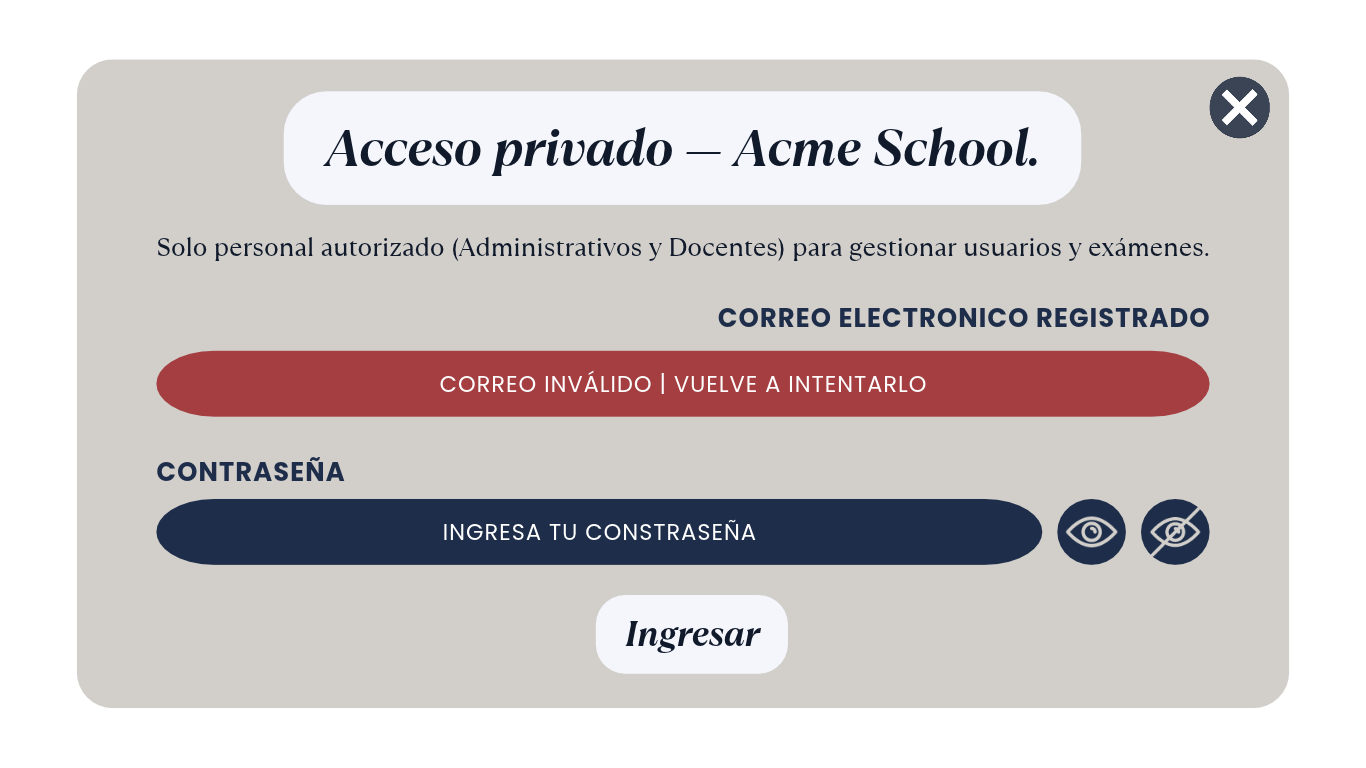 Acceso privado — Acme School.
Solo personal autorizado (Administrativos y Docentes) para gestionar usuarios y exámenes.
CORREO ELECTRONICO REGISTRADO
CORREO INVÁLIDO | VUELVE A INTENTARLO
CONTRASEÑA
INGRESA TU CONSTRASEÑA
Ingresar